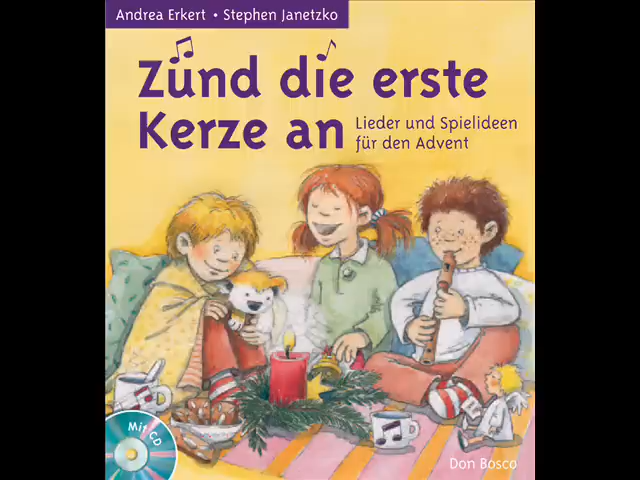 Andrea Erkert • Stephen Janetzko
Zünd die erste
Kerze an
Lieder und Spielideen
für den Advent
Mit CD
Don Bosco